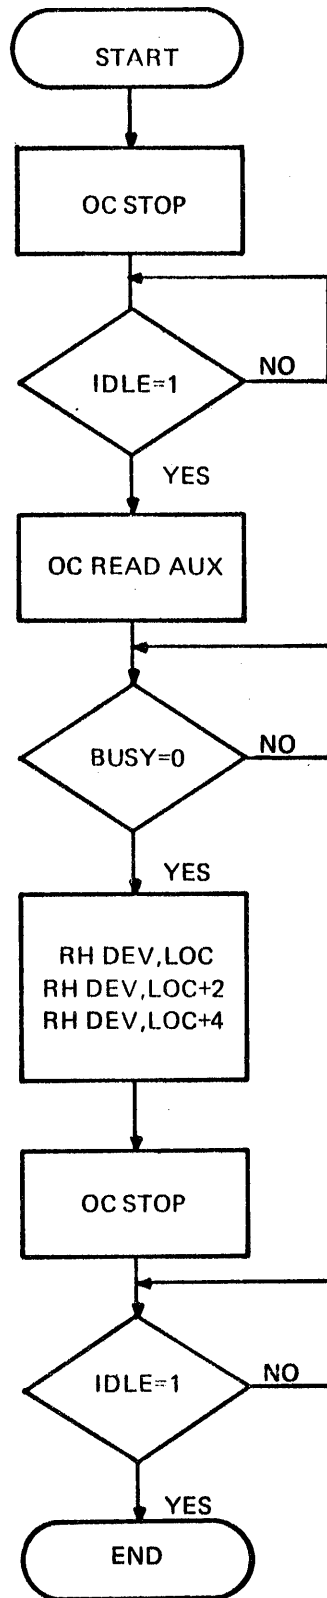 START
OC STOP
IDLE=1
NO
YES
OC READ AUX
BUSY=0
NO
YES
RH DEV,LOC
RH DEV,LOC+2
RH DEV,LOC+4
OC STOP
IDLE=1
NO
YES
END